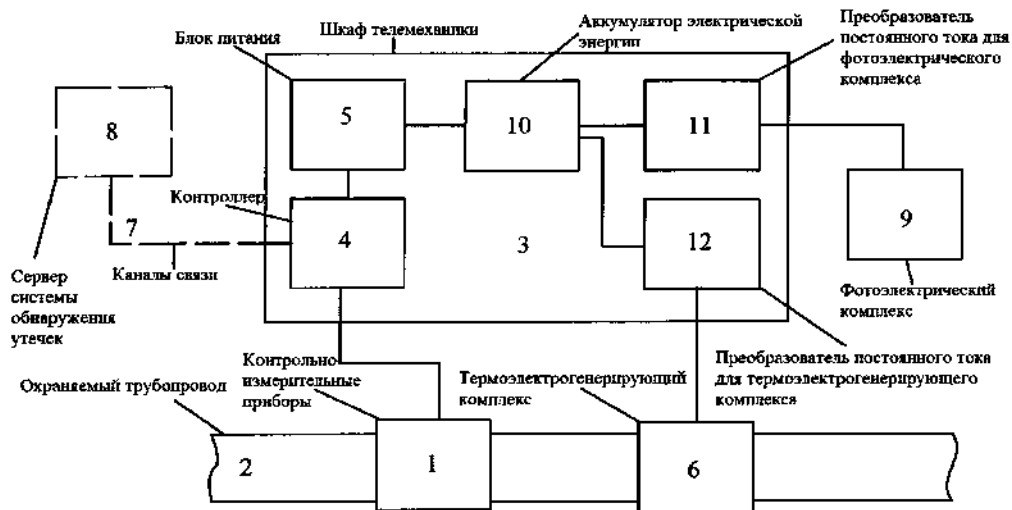 Блок питания
Шкаф телемеханики
Аккумулятор электрической
энергии
Преобразователь
постоянного тока для
фотоэлектрического
комплекса
8
5
10
11
Контроллер
7
4
3
12
9
Каналы связи
Сервер
системы
обнаружения
утечек
Фотоэлектрический
комплекс
Охраняемый трубопровод
Контрольно-
измерительные
приборы
Термоэлектрогенерирующий
комплекс
Преобразователь постоянного тока
для термоэлектрогенерирующего
комплекса
2
1
6